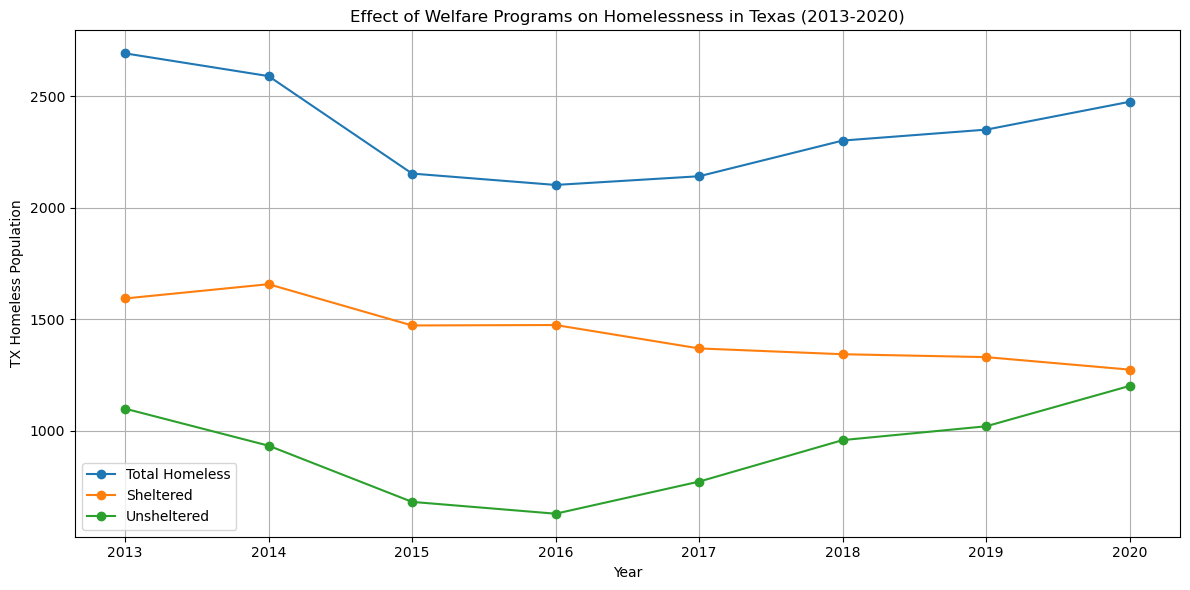 Effect of Welfare Programs on Homelessness in Texas (2013-2020)
TX Homeless Population
2500
2000
1500
1000
Total Homeless
Sheltered
Unsheltered
2013 2014 2015 2016 2017 2018 2019 2020
Year